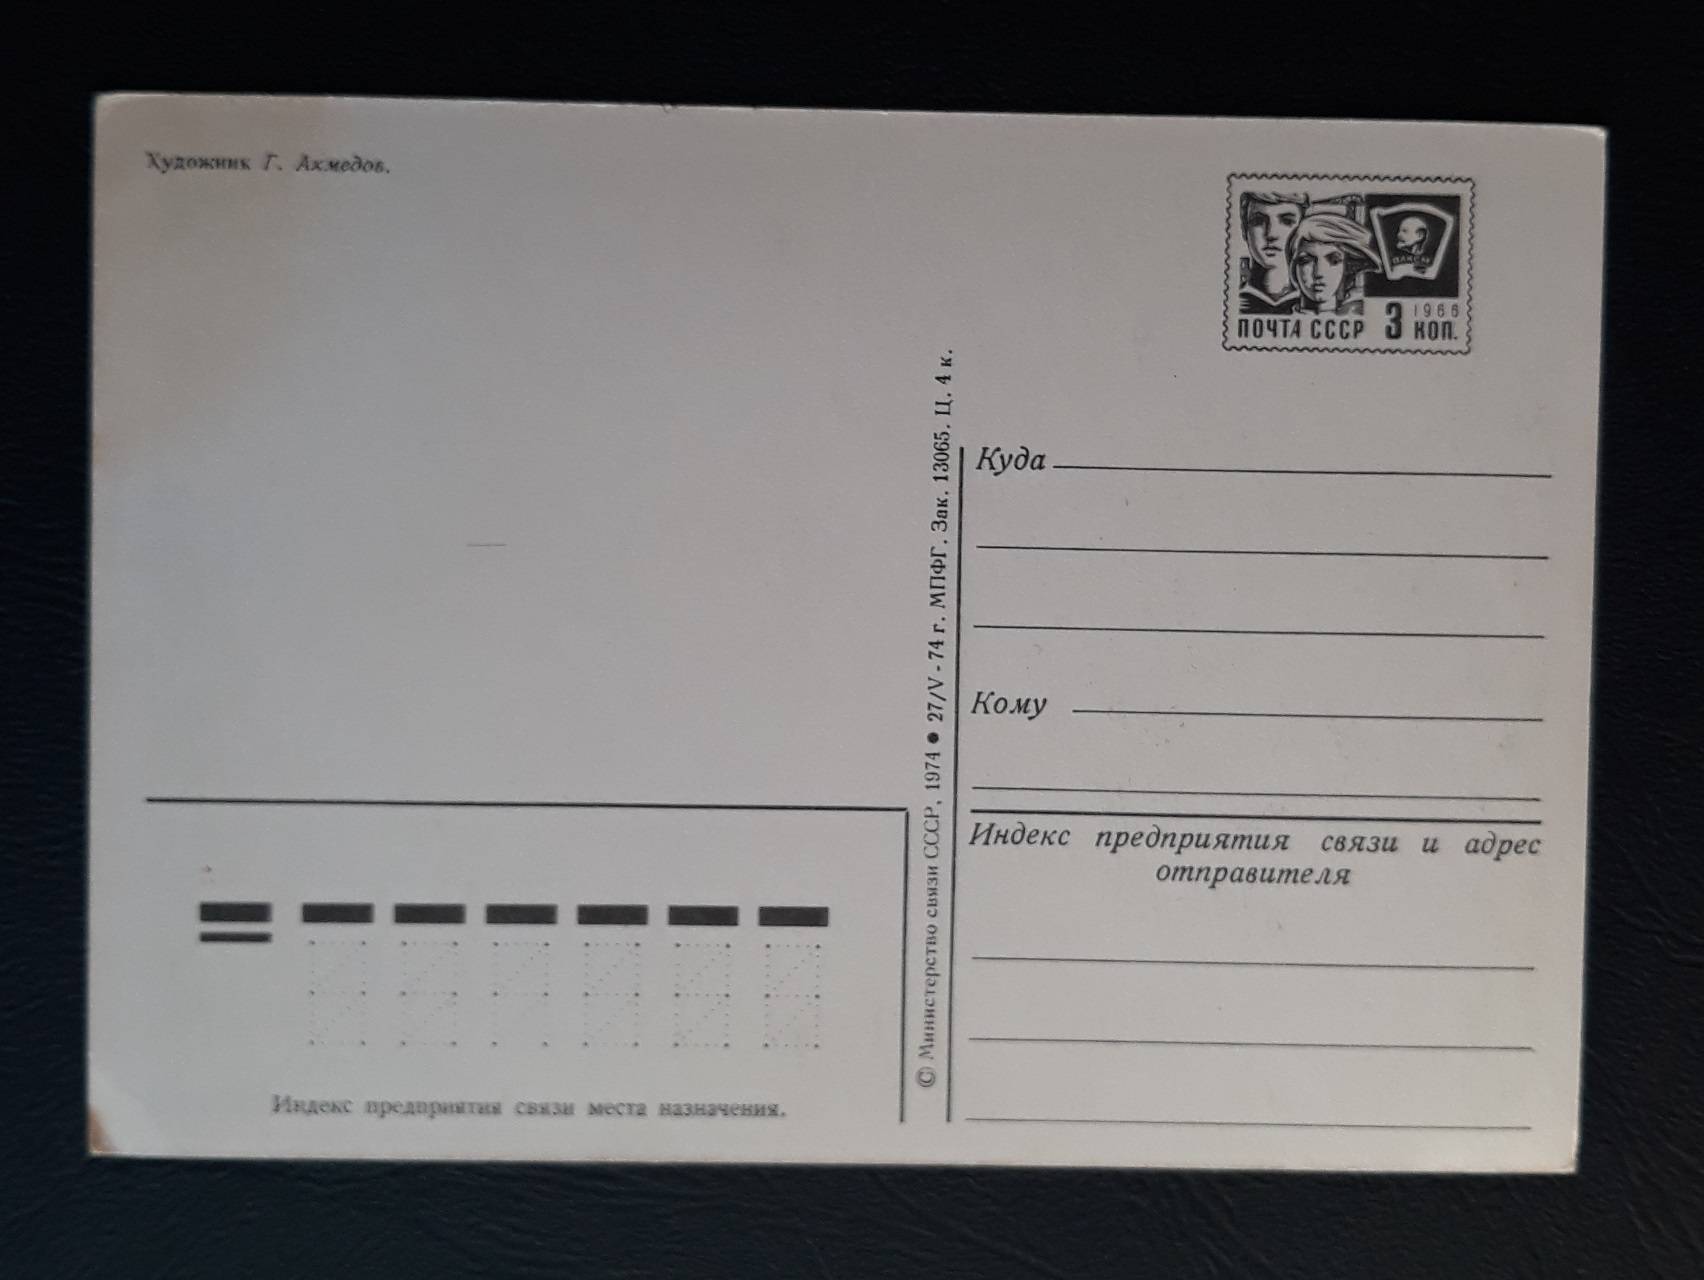 Художник Г. Ахмедов.
ВЛКСМ
1966
ПОЧТА СССР 3 КОП.
Куда
Кому
Индекс предприятия связи и адрес
отправителя
© Министерство связи СССР, 1974 ● 27/V - 74 г. МПФГ. Зак. 13065. Ц. 4 к.
Индекс предприятия связи места назначения.